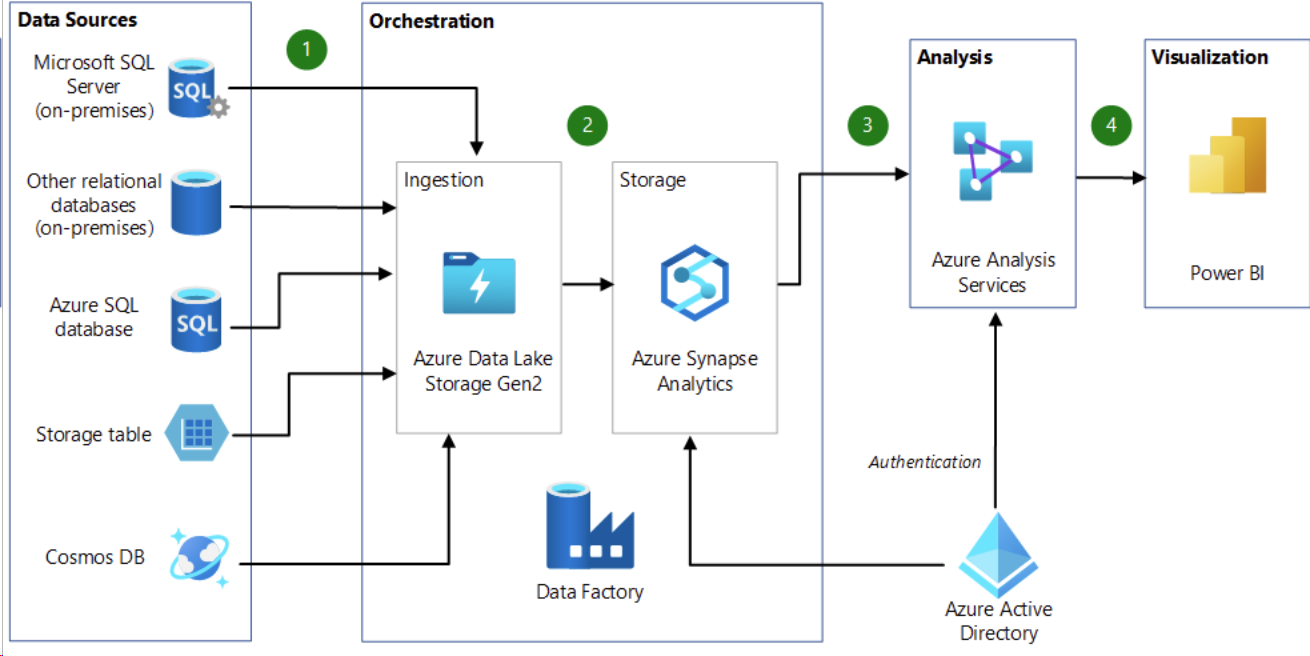 Data Sources
Microsoft SQL
Server
(on-premises)
SQL
Other relational
databases
(on-premises)
Azure SQL
database
SQL
Storage table
Cosmos DB
1
Orchestration
2
Ingestion
Azure Data Lake
Storage Gen2
Storage
Azure Synapse
Analytics
Data Factory
3
Analysis
Azure Analysis
Services
4
Visualization
Power BI
Authentication
Azure Active
Directory